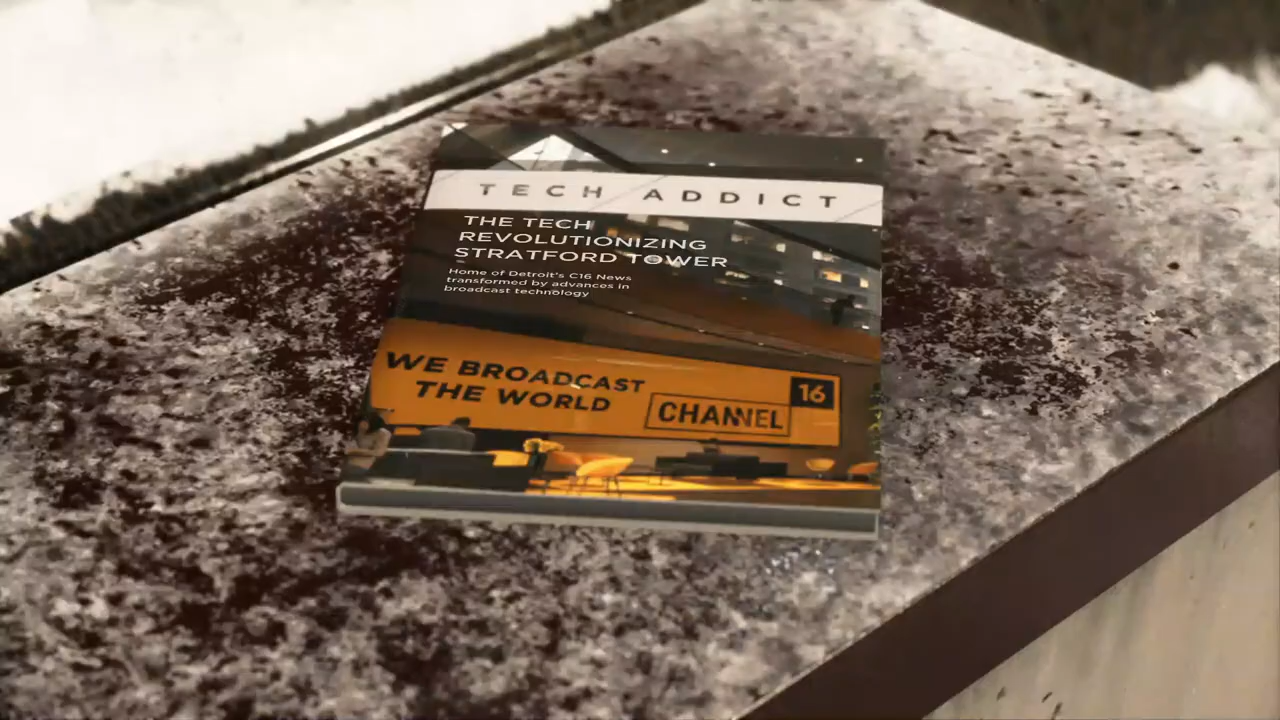 TECH ADDICT
THE TECH
REVOLUTIONIZING
STRATFORD TOWER
Home of Detroit's C16 News
transformed by advances in
broadcast technology
WE BROADCAST
THE WORLD
CHANNEL
16